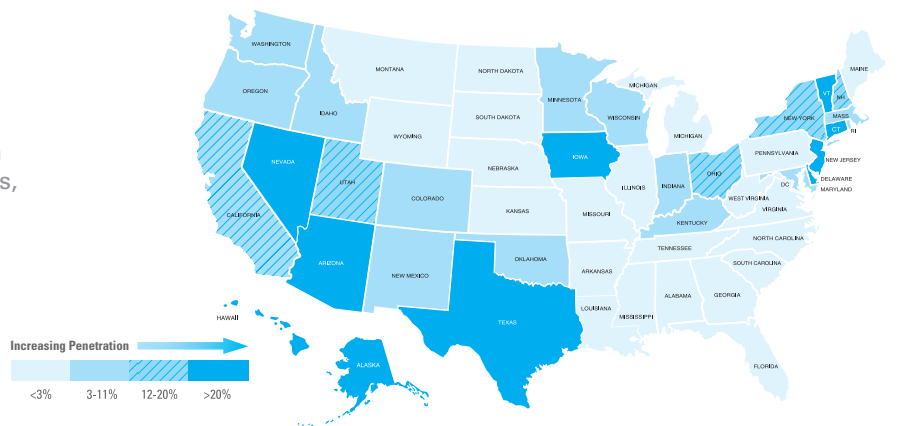 WASHINGTON
OREGON
CALIFORNIA
NEVADA
IDAHO
MONTANA
WYOMING
UTAH
COLORADO
ARIZONA
NEW MEXICO
NORTH DAKOTA
SOUTH DAKOTA
NEBRASKA
KANSAS
OKLAHOMA
TEXAS
MINNESOTA
IOWA
MISSOURI
ARKANSAS
LOUISIANA
WISCONSIN
ILLINOIS
MICHIGAN
MICHIGAN
INDIANA
OHIO
KENTUCKY
TENNESSEE
MISSISSIPPI
ALABAMA
GEORGIA
FLORIDA
SOUTH CAROLINA
NORTH CAROLINA
VIRGINIA
WEST VIRGINIA
DC
MARYLAND
DELAWARE
NEW JERSEY
PENNSYLVANIA
NEW YORK
CT
RI
MASS
VT
NH
MAINE
HAWAII
ALASKA
s,
Increasing Penetration
<3% 3-11% 12-20% >20%